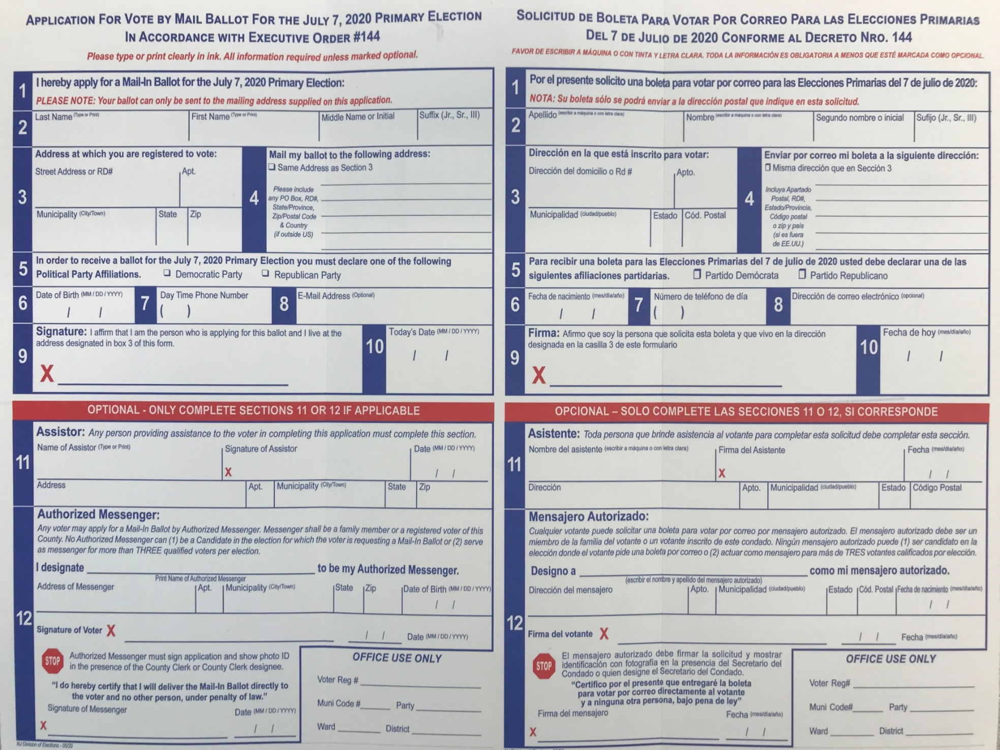 APPLICATION FOR VOTE BY MAIL BALLOT FOR THE JULY 7, 2020 PRIMARY ELECTION
IN ACCORDANCE WITH EXECUTIVE ORDER #144
Please type or print clearly in ink. All information required unless marked optional.
1 I hereby apply for a Mail-In Ballot for the July 7, 2020 Primary Election:
PLEASE NOTE: Your ballot can only be sent to the mailing address supplied on this application.
2 Last Name (Type or Print) First Name (Type or Print) Middle Name or Initial Suffix (Jr., Sr., III)
3 Address at which you are registered to vote:
Street Address or RD# Apt.
Municipality (City/Town) State Zip
4 Mail my ballot to the following address:
❑ Same Address as Section 3
Please include
any PO Box, RD#,
State/Province,
Zip/Postal Code
& Country
(if outside US)
5 In order to receive a ballot for the July 7, 2020 Primary Election you must declare one of the following
Political Party Affiliations. ❑ Democratic Party ❑ Republican Party
6 Date of Birth (MM / DD / YYYY) 7 Day Time Phone Number 8 E-Mail Address (Optional)
/ / ( )
9 Signature: I affirm that I am the person who is applying for this ballot and I live at the
address designated in box 3 of this form.
X
10 Today's Date (MM / DD / YYYY)
/ /
OPTIONAL - ONLY COMPLETE SECTIONS 11 OR 12 IF APPLICABLE
11 Assistor: Any person providing assistance to the voter in completing this application must complete this section.
Name of Assistor (Type or Print) Signature of Assistor Date (MM / DD / YYYY)
X / /
Address Apt. Municipality (City/Town) State Zip
12 Authorized Messenger:
Any voter may apply for a Mail-In Ballot by Authorized Messenger. Messenger shall be a family member or a registered voter of this
County. No Authorized Messenger can (1) be a Candidate in the election for which the voter is requesting a Mail-In Ballot or (2) serve
as messenger for more than THREE qualified voters per election.
I designate to be my Authorized Messenger.
Print Name of Authorized Messenger
Address of Messenger Apt. Municipality (City/Town) State Zip Date of Birth (MM / DD / YYYY)
/ /
Signature of Voter X / / Date (MM / DD / YYYY)
STOP Authorized Messenger must sign application and show photo ID
in the presence of the County Clerk or County Clerk designee.
“I do hereby certify that I will deliver the Mail-In Ballot directly to
the voter and no other person, under penalty of law.”
Signature of Messenger Date (MM / DD / YYYY)
X / /
OFFICE USE ONLY
Voter Reg #
Muni Code # Party
Ward District
NJ Division of Elections - 05/20
SOLICITUD DE BOLETA PARA VOTAR POR CORREO PARA LAS ELECCIONES PRIMARIAS
DEL 7 DE JULIO DE 2020 CONFORME AL DECRETO NRO. 144
FAVOR DE ESCRIBIR A MÁQUINA O CON TINTA Y LETRA CLARA. TODA LA INFORMACIÓN ES OBLIGATORIA A MENOS QUE ESTÉ MARCADA COMO OPCIONAL.
1 Por el presente solicito una boleta para votar por correo para las Elecciones Primarias del 7 de julio de 2020:
NOTA: Su boleta sólo se podrá enviar a la dirección postal que indique en esta solicitud.
2 Apellido (escribir a máquina o con letra clara) Nombre (escribir a máquina o con letra clara) Segundo nombre o inicial Sufijo (Jr., Sr., III)
3 Dirección en la que está inscrito para votar:
Dirección del domicilio o Rd # Apto.
Municipalidad (ciudad/pueblo) Estado Cód. Postal
4 Enviar por correo mi boleta a la siguiente dirección:
❑ Misma dirección que en Sección 3
Incluya Apartado
Postal, RD#,
Estado/Provincia,
Código postal
o zip y pais
(si es fuera
de EE.UU.)
5 Para recibir una boleta para las Elecciones Primarias del 7 de julio de 2020 usted debe declarar una de las
siguientes afiliaciones partidarias. ❑ Partido Demócrata ❑ Partido Republicano
6 Fecha de nacimiento (mes/dia/año) 7 Número de teléfono de día 8 Dirección de correo electrónico (opcional)
/ / ( )
9 Firma: Afirmo que soy la persona que solicita esta boleta y que vivo en la dirección
designada en la casilla 3 de este formulario
X
10 Fecha de hoy (mes/dia/año)
/ /
OPCIONAL – SOLO COMPLETE LAS SECCIONES 11 O 12, SI CORRESPONDE
11 Asistente: Toda persona que brinde asistencia al votante para completar esta solicitud debe completar esta sección.
Nombre del asistente (escribir a máquina o con letra clara) Firma del Asistente Fecha (mes/dia/año)
X / /
Dirección Apto. Municipalidad (ciudad/pueblo) Estado Código Postal
12 Mensajero Autorizado:
Cualquier votante puede solicitar una boleta para votar por correo por mensajero autorizado. El mensajero autorizado debe ser un
miembro de la familia del votante o un votante inscrito de este condado. Ningún mensajero autorizado puede (1) ser candidato en la
elección donde el votante pide una boleta por correo o (2) actuar como mensajero para más de TRES votantes calificados por elección.
Designo a como mi mensajero autorizado.
(escribir el nombre y apellido del mensajero autorizado)
Dirección del mensajero Apto. Municipalidad (ciudad/pueblo) Estado Cód. Postal Fecha de nacimiento (mes/dia/año)
/ /
Firma del votante X / / Fecha (mes/dia/año)
STOP El mensajero autorizado debe firmar la solicitud y mostrar
identificación con fotografía en la presencia del Secretario del
Condado o quien designe el Secretario del Condado.
“Certifico por el presente que entregaré la boleta
para votar por correo directamente al votante
y a ninguna otra persona, bajo pena de ley”
Firma del mensajero Fecha (mes/dia/año)
X / /
OFFICE USE ONLY
Voter Reg#
Muni Code# Party
Ward District